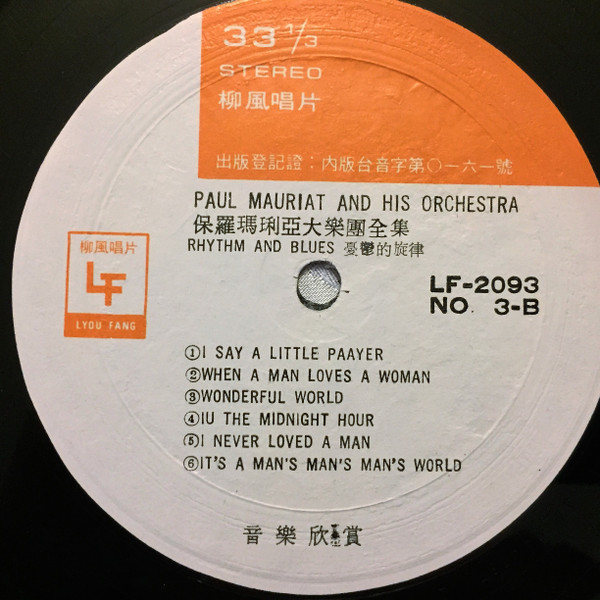 33 1/3
STEREO
柳風唱片
出版登記證：內版台音字第〇一六一號
PAUL MAURIAT AND HIS ORCHESTRA
保羅瑪琍亞大樂團全集
RHYTHM AND BLUES 憂鬱的旋律
柳風唱片
LF
LYOU FANG
LF-2093
NO. 3-B
①I SAY A LITTLE PAAYER
②WHEN A MAN LOVES A WOMAN
③WONDERFUL WORLD
④IU THE MIDNIGHT HOUR
⑤I NEVER LOVED A MAN
⑥IT'S A MAN'S MAN'S MAN'S WORLD
音樂欣賞